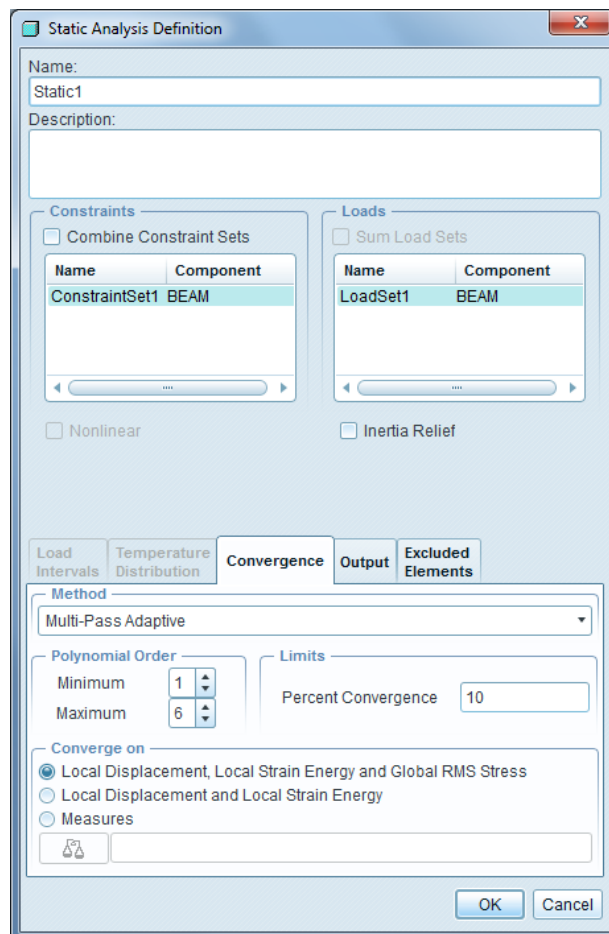 Static Analysis Definition
Name:
Static1
Description:
Constraints
Combine Constraint Sets
Name Component
ConstraintSet1 BEAM
Nonlinear
Loads
Sum Load Sets
Name Component
LoadSet1 BEAM
Inertia Relief
Load Intervals
Temperature Distribution
Convergence
Output
Excluded Elements
Method
Multi-Pass Adaptive
Polynomial Order
Minimum 1
Maximum 6
Limits
Percent Convergence 10
Converge on
Local Displacement, Local Strain Energy and Global RMS Stress
Local Displacement and Local Strain Energy
Measures
OK Cancel